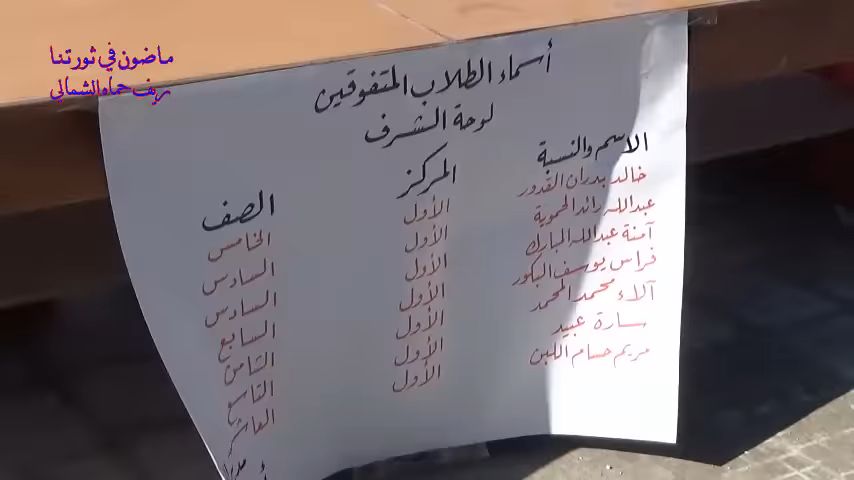 ماضون في ثورتنا
ريف حماه الشمالي
أسماء الطلاب المتفوقين
لوحة الشرف
الاسم والنسبة المركز الصف
خالد بدران القدور الأول الخامس
عبدالله رائد الحموية الأول السادس
آمنة عبدالله البارك الأول السادس
فراس يوسف البكور الأول السابع
آلاء محمد المحمد الأول الثامن
سارة عبيد الأول التاسع
مريم حسام اللبن الأول العاشر